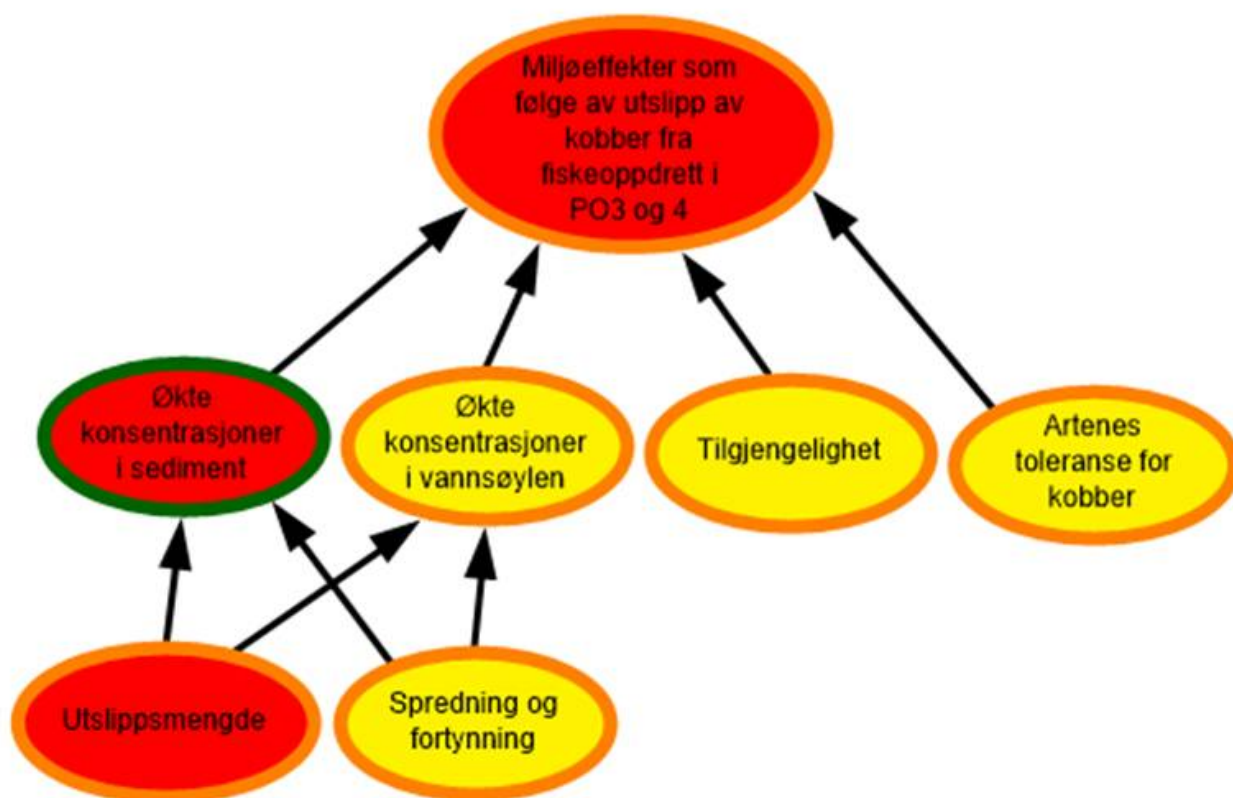 Miljøeffekter som
følge av utslipp av
kobber fra
fiskeoppdrett i
PO3 og 4
Økte
konsentrasjoner
i sediment
Økte
konsentrasjoner
i vannsøylen
Tilgjengelighet
Artenes
toleranse for
kobber
Utslippsmengde
Spredning og
fortynning